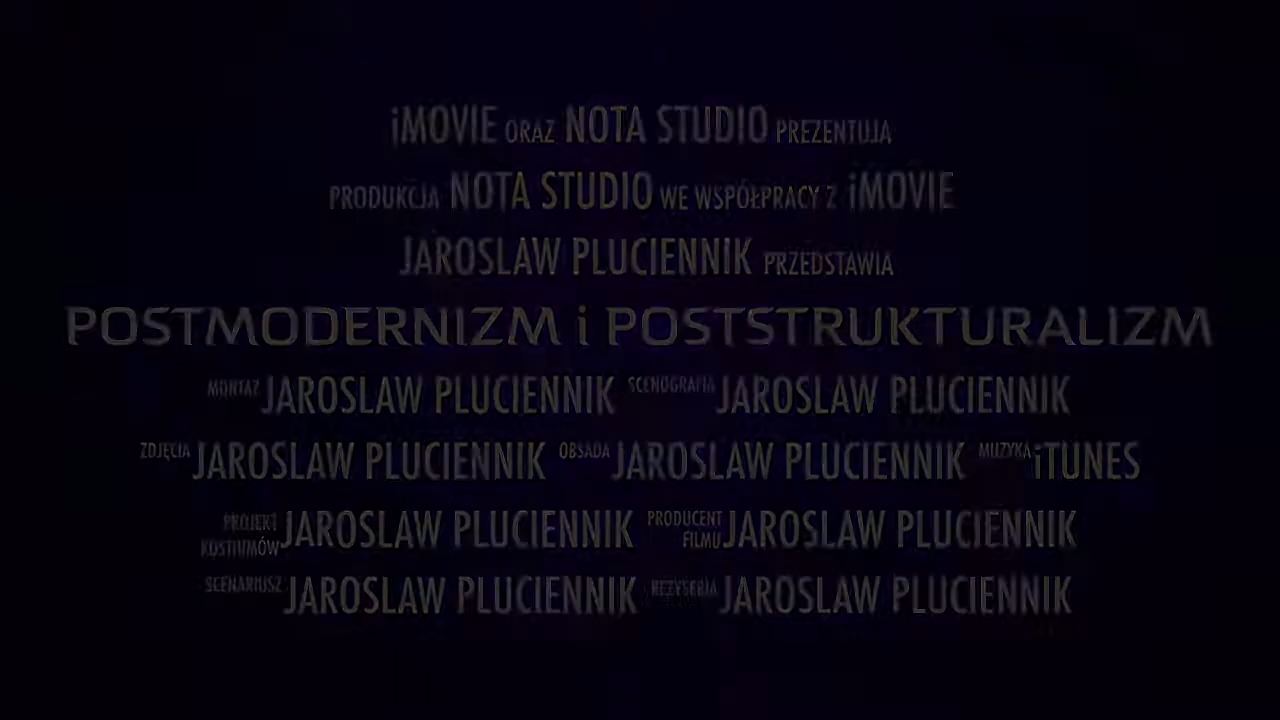 iMOVIE ORAZ NOTA STUDIO PREZENTUJA
PRODUKCJA NOTA STUDIO WE WSPÓŁPRACY Z iMOVIE
JAROSLAW PLUCIENNIK PRZEDSTAWIA
POSTMODERNIZM i POSTSTRUKTURALIZM
MONTAŻ JAROSLAW PLUCIENNIK SCENOGRAFIA JAROSLAW PLUCIENNIK
ZDJĘCIA JAROSLAW PLUCIENNIK OBSADA JAROSLAW PLUCIENNIK MUZYKA iTUNES
PROJEKT KOSTIUMÓW JAROSLAW PLUCIENNIK PRODUCENT FILMU JAROSLAW PLUCIENNIK
SCENARIUSZ JAROSLAW PLUCIENNIK REŻYSERIA JAROSLAW PLUCIENNIK